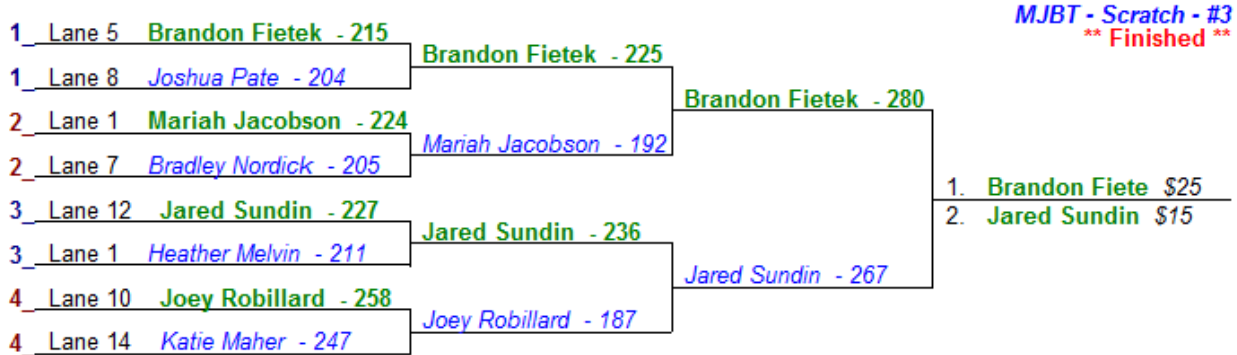 MJBT - Scratch - #3
** Finished **
1_ Lane 5 Brandon Fietek - 215
1_ Lane 8 Joshua Pate - 204
2_ Lane 1 Mariah Jacobson - 224
2_ Lane 7 Bradley Nordick - 205
3_ Lane 12 Jared Sundin - 227
3_ Lane 1 Heather Melvin - 211
4_ Lane 10 Joey Robillard - 258
4_ Lane 14 Katie Maher - 247
Brandon Fietek - 225
Mariah Jacobson - 192
Jared Sundin - 236
Joey Robillard - 187
Brandon Fietek - 280
Jared Sundin - 267
1. Brandon Fiete $25
2. Jared Sundin $15